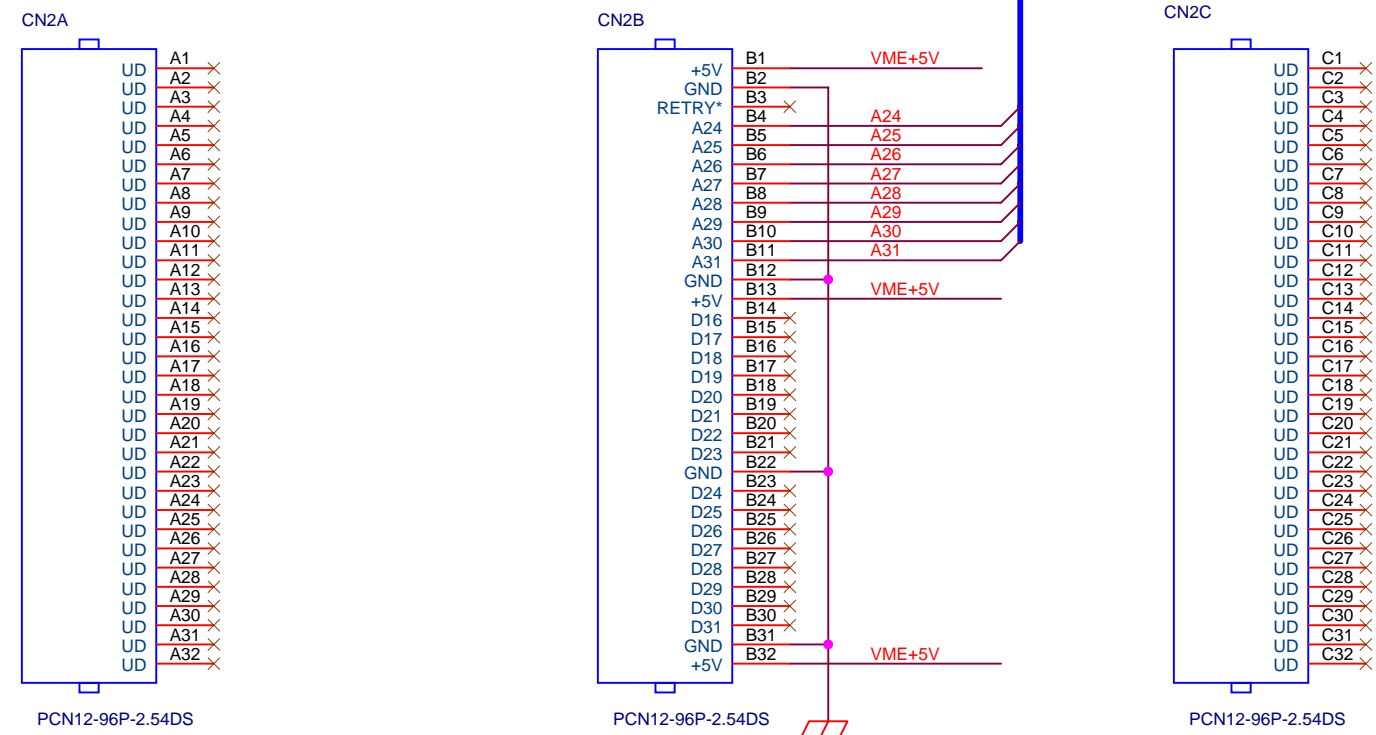 CN2A
UD A1
UD A2
UD A3
UD A4
UD A5
UD A6
UD A7
UD A8
UD A9
UD A10
UD A11
UD A12
UD A13
UD A14
UD A15
UD A16
UD A17
UD A18
UD A19
UD A20
UD A21
UD A22
UD A23
UD A24
UD A25
UD A26
UD A27
UD A28
UD A29
UD A30
UD A31
UD A32
PCN12-96P-2.54DS
CN2B
+5V B1 VME+5V
GND B2
RETRY* B3
A24 B4 A24
A25 B5 A25
A26 B6 A26
A27 B7 A27
A28 B8 A28
A29 B9 A29
A30 B10 A30
A31 B11 A31
GND B12
+5V B13 VME+5V
D16 B14
D17 B15
D18 B16
D19 B17
D20 B18
D21 B19
D22 B20
D23 B21
GND B22
D24 B23
D25 B24
D26 B25
D27 B26
D28 B27
D29 B28
D30 B29
D31 B30
GND B31
+5V B32 VME+5V
PCN12-96P-2.54DS
CN2C
UD C1
UD C2
UD C3
UD C4
UD C5
UD C6
UD C7
UD C8
UD C9
UD C10
UD C11
UD C12
UD C13
UD C14
UD C15
UD C16
UD C17
UD C18
UD C19
UD C20
UD C21
UD C22
UD C23
UD C24
UD C25
UD C26
UD C27
UD C28
UD C29
UD C30
UD C31
UD C32
PCN12-96P-2.54DS